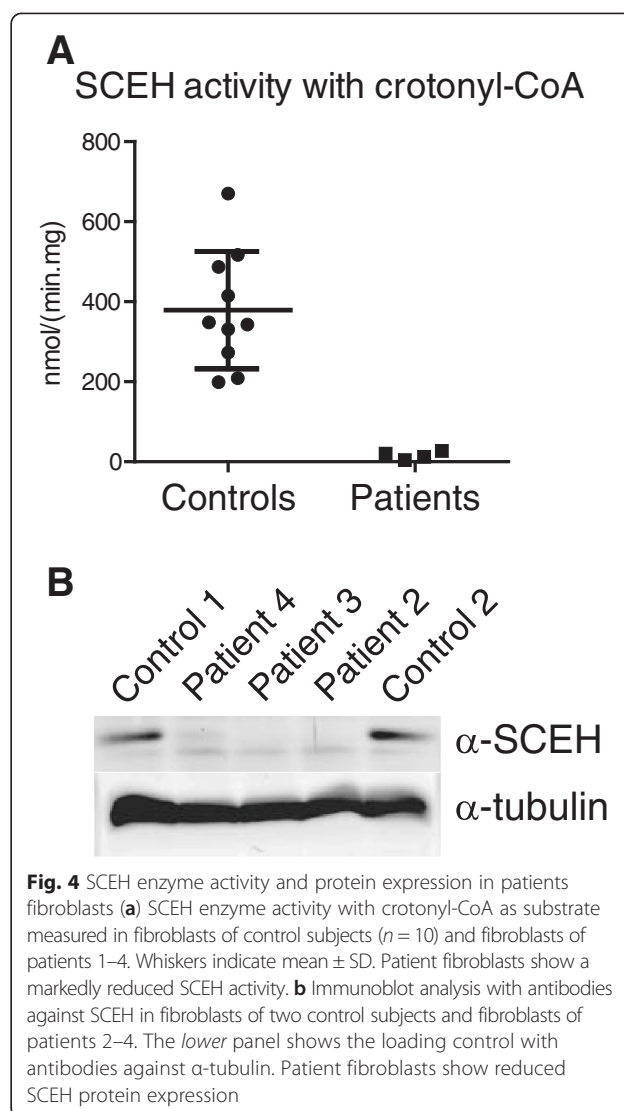 A
SCEH activity with crotonyl-CoA
800
600
400
200
0
nmol/(min.mg)
Controls Patients
B
Control 1 Patient 4 Patient 3 Patient 2 Control 2
α-SCEH
α-tubulin
Fig. 4 SCEH enzyme activity and protein expression in patients
fibroblasts (a) SCEH enzyme activity with crotonyl-CoA as substrate
measured in fibroblasts of control subjects (n = 10) and fibroblasts of
patients 1–4. Whiskers indicate mean ± SD. Patient fibroblasts show a
markedly reduced SCEH activity. b Immunoblot analysis with antibodies
against SCEH in fibroblasts of two control subjects and fibroblasts of
patients 2–4. The lower panel shows the loading control with
antibodies against α-tubulin. Patient fibroblasts show reduced
SCEH protein expression